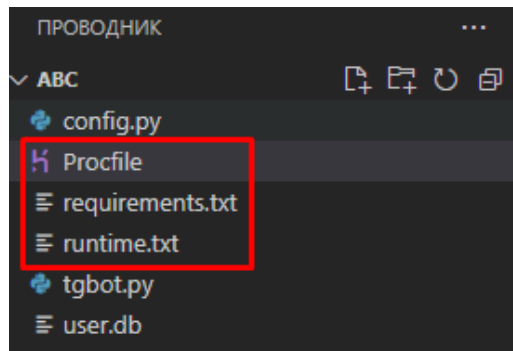 ПРОВОДНИК
ABC
config.py
Procfile
requirements.txt
runtime.txt
tgbot.py
user.db